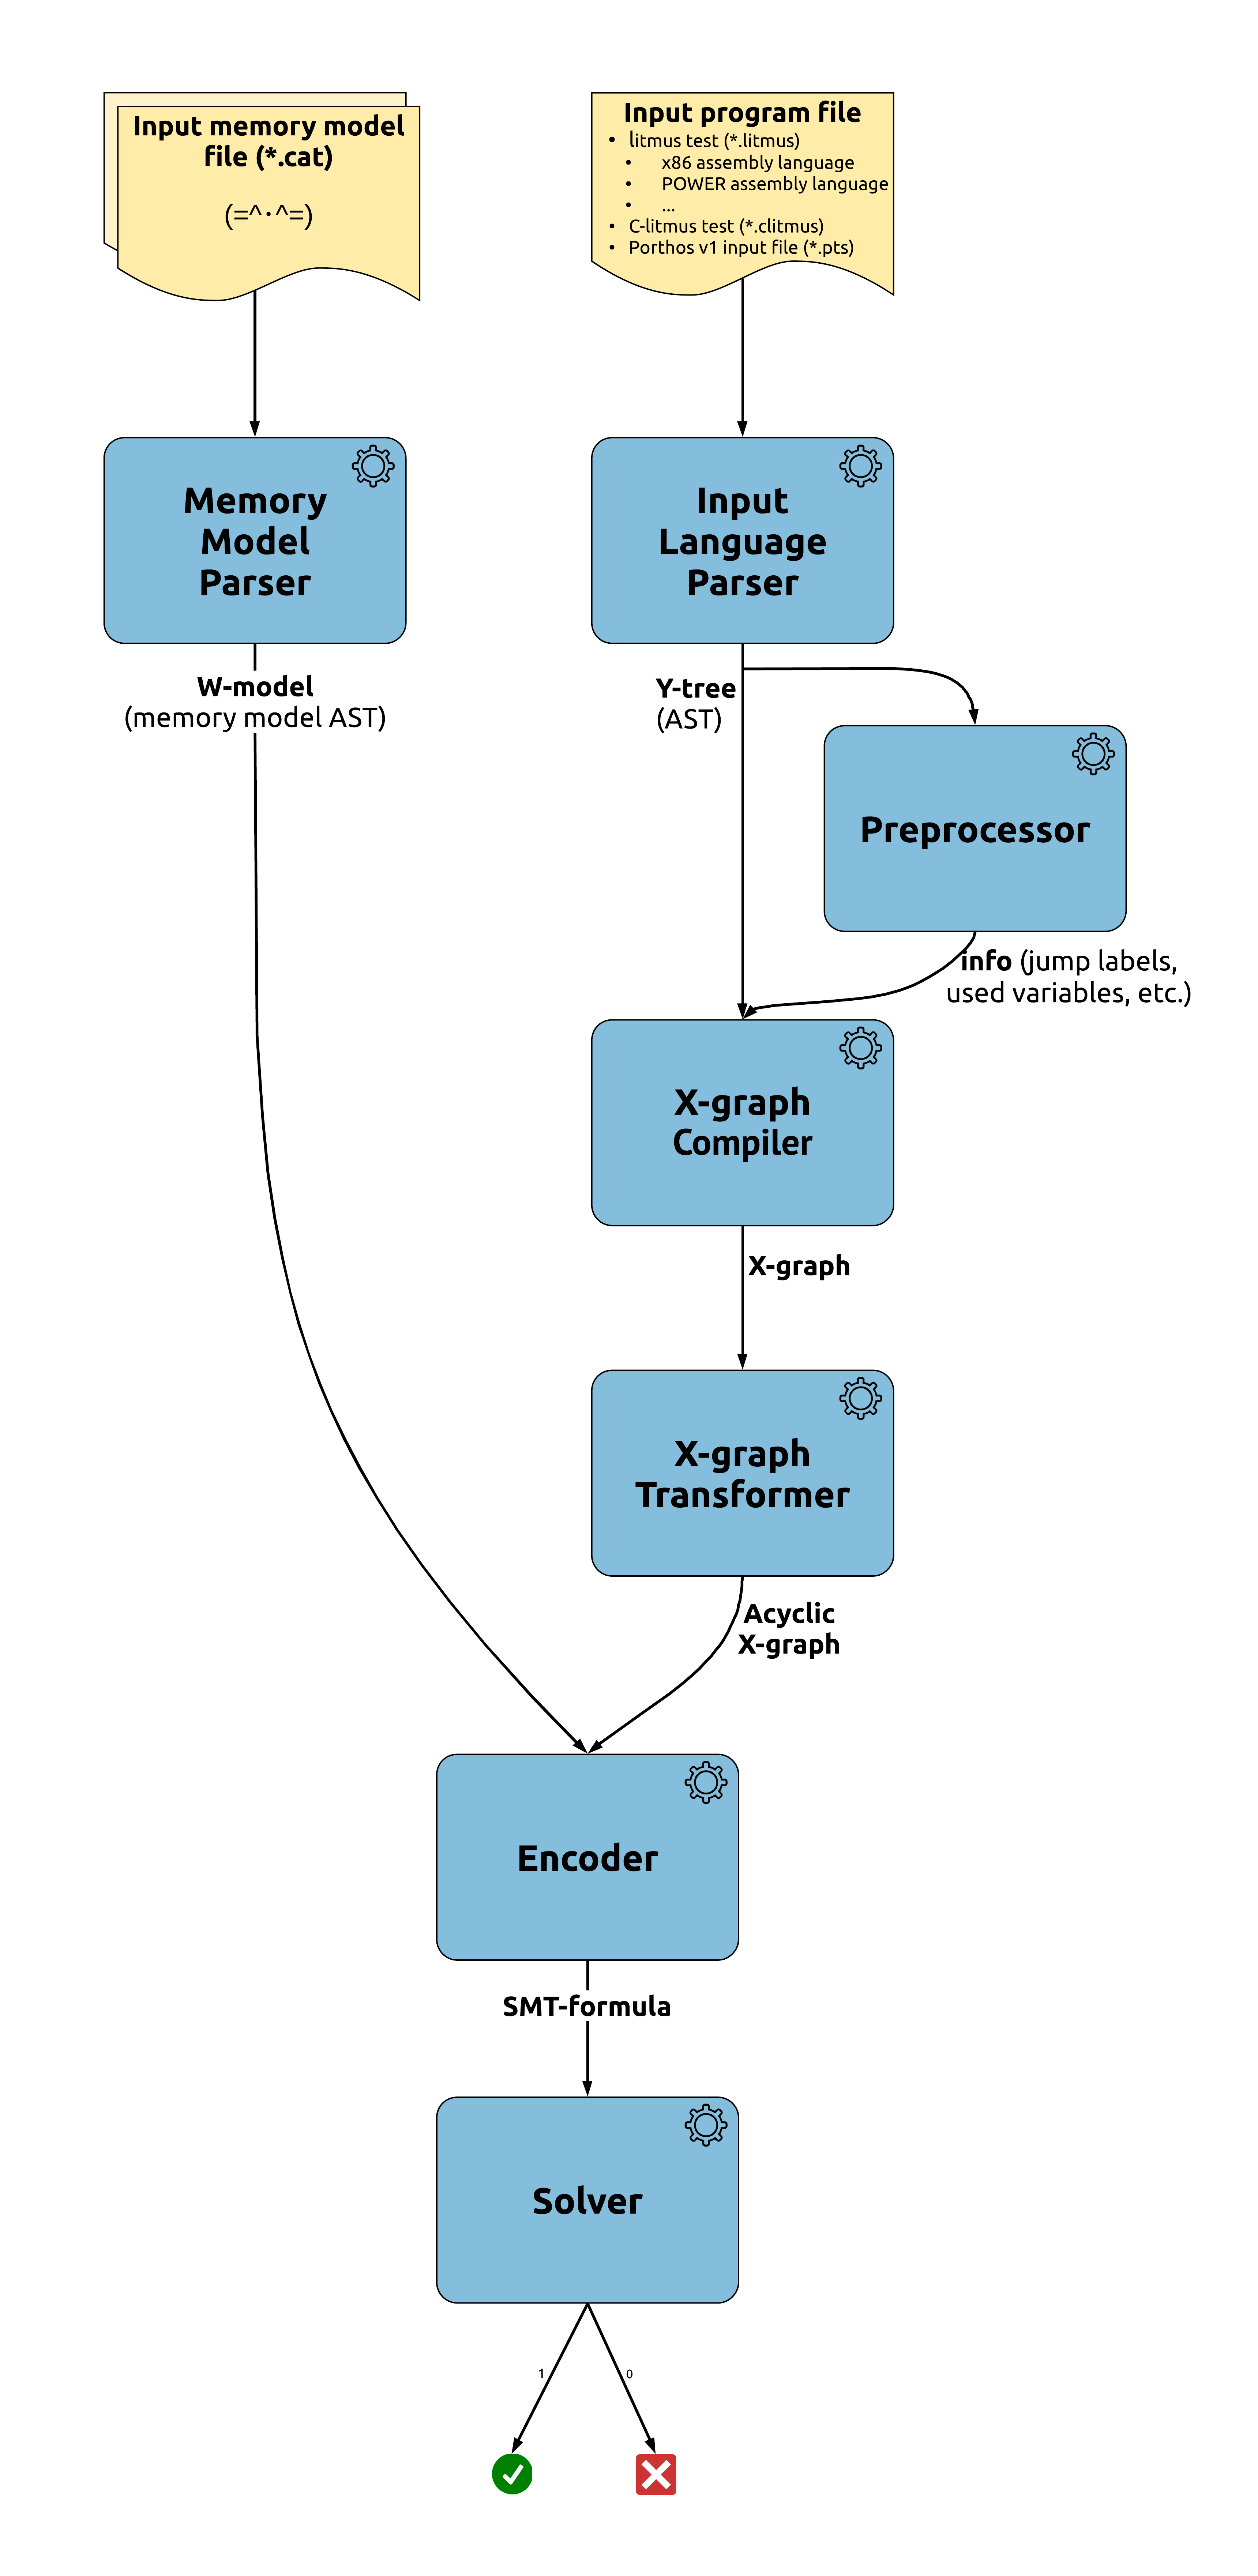 Input memory model
file (*.cat)
(=^·^=)
Input program file
• litmus test (*.litmus)
• x86 assembly language
• POWER assembly language
• ...
• C-litmus test (*.clitmus)
• Porthos v1 input file (*.pts)
Memory
Model
Parser
Input
Language
Parser
W-model
(memory model AST)
Y-tree
(AST)
Preprocessor
info (jump labels,
used variables, etc.)
X-graph
Compiler
X-graph
X-graph
Transformer
Acyclic
X-graph
Encoder
SMT-formula
Solver
1
0